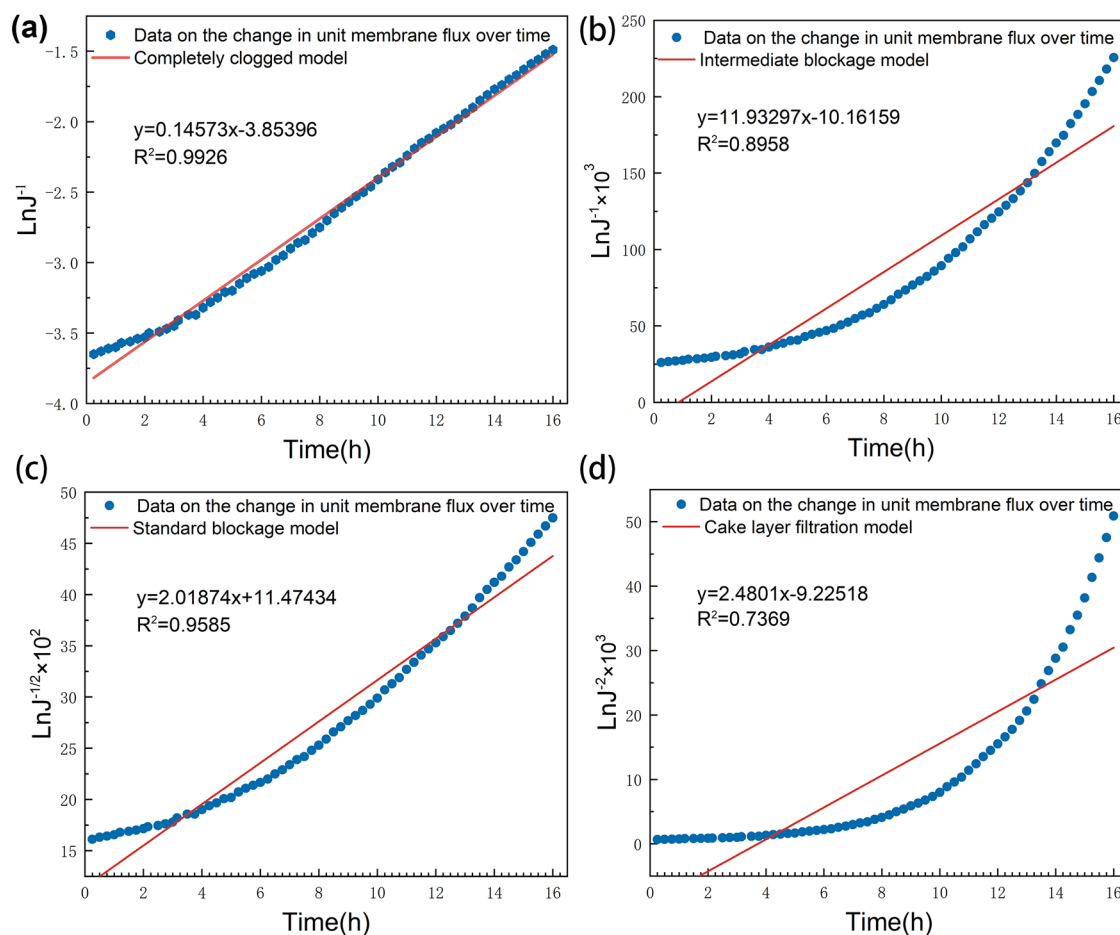 (a)
Data on the change in unit membrane flux over time
Completely clogged model
y=0.14573x-3.85396
R²=0.9926
LnJ⁻¹
-1.5
-2.0
-2.5
-3.0
-3.5
-4.0
0 2 4 6 8 10 12 14 16
Time(h)
(b)
Data on the change in unit membrane flux over time
Intermediate blockage model
y=11.93297x-10.16159
R²=0.8958
LnJ⁻¹×10³
250
200
150
100
50
0
0 2 4 6 8 10 12 14 16
Time(h)
(c)
Data on the change in unit membrane flux over time
Standard blockage model
y=2.01874x+11.47434
R²=0.9585
LnJ⁻¹/²×10²
50
45
40
35
30
25
20
15
0 2 4 6 8 10 12 14 16
Time(h)
(d)
Data on the change in unit membrane flux over time
Cake layer filtration model
y=2.4801x-9.22518
R²=0.7369
LnJ⁻²×10³
50
40
30
20
10
0
0 2 4 6 8 10 12 14 16
Time(h)